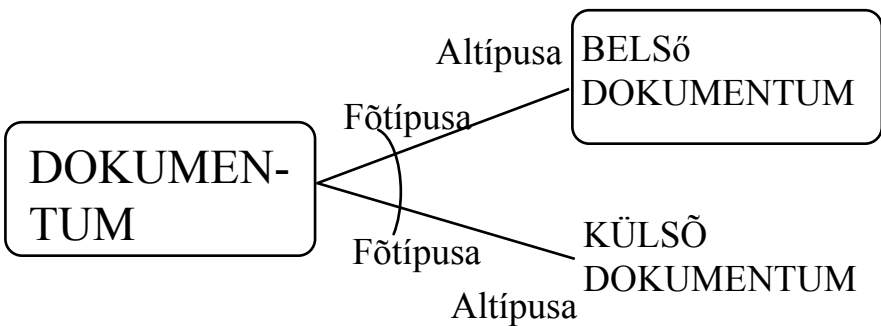 Altípusa
BELSő
DOKUMENTUM
Fõtípusa
DOKUMEN-
TUM
Fõtípusa
KÜLSÕ
DOKUMENTUM
Altípusa